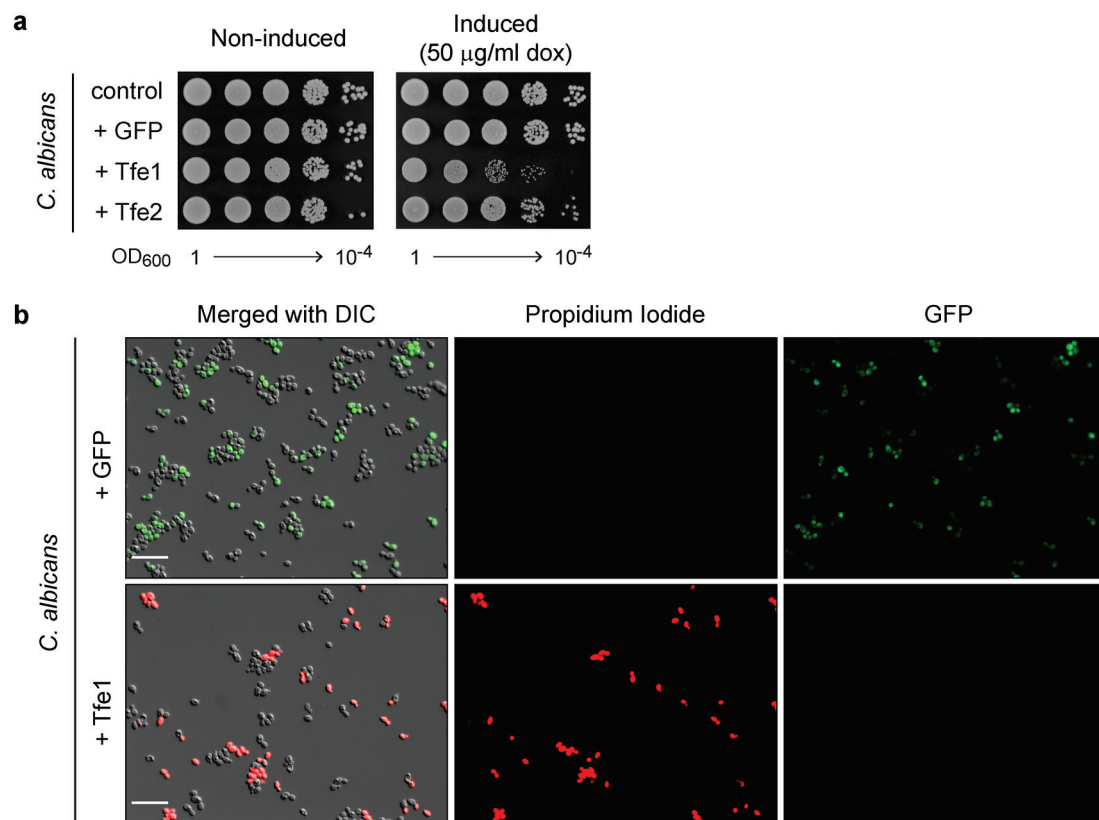 a
Non-induced
Induced
(50 μg/ml dox)
C. albicans
control
+ GFP
+ Tfe1
+ Tfe2
OD600 1 10-4 1 10-4
b
Merged with DIC Propidium Iodide GFP
C. albicans
+ GFP
+ Tfe1